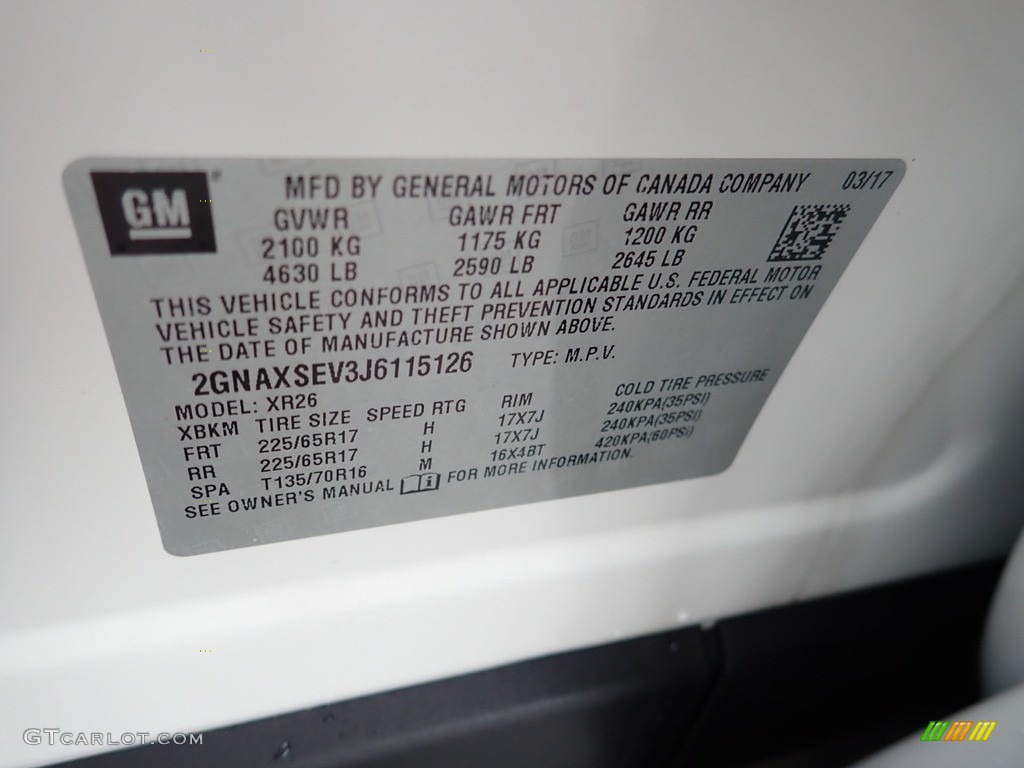 GM
MFD BY GENERAL MOTORS OF CANADA COMPANY 03/17
GVWR GAWR FRT GAWR RR
2100 KG 1175 KG 1200 KG
4630 LB 2590 LB 2645 LB
THIS VEHICLE CONFORMS TO ALL APPLICABLE U.S. FEDERAL MOTOR
VEHICLE SAFETY AND THEFT PREVENTION STANDARDS IN EFFECT ON
THE DATE OF MANUFACTURE SHOWN ABOVE.
2GNAXSEV3J6115126 TYPE: M.P.V.
MODEL: XR26
XBKM TIRE SIZE SPEED RTG RIM COLD TIRE PRESSURE
FRT 225/65R17 H 17X7J 240KPA(35PSI)
RR 225/65R17 H 17X7J 240KPA(35PSI)
SPA T135/70R16 M 16X4BT 420KPA(60PSI)
SEE OWNER'S MANUAL FOR MORE INFORMATION.
GTCARLOT.COM